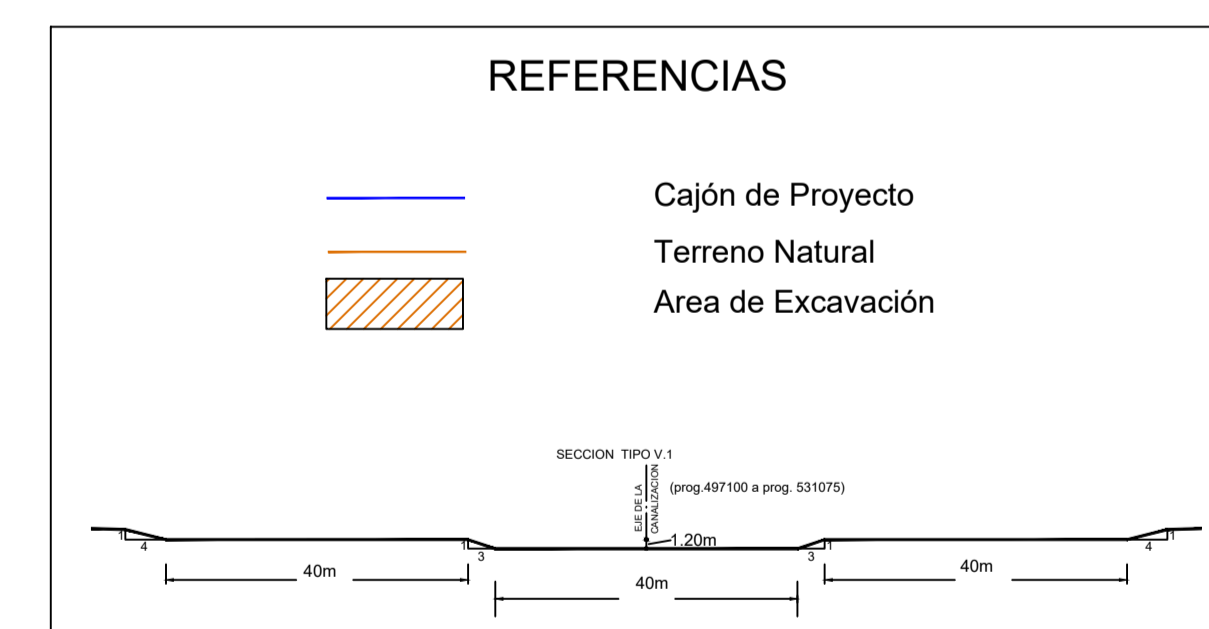 REFERENCIAS
Cajón de Proyecto
Terreno Natural
Area de Excavación
SECCION TIPO V.1
EJE DE LA
CANALIZACION
(prog.497100 a prog. 531075)
1.20m
1
4
1
3
3
1
4
1
40m
40m
40m